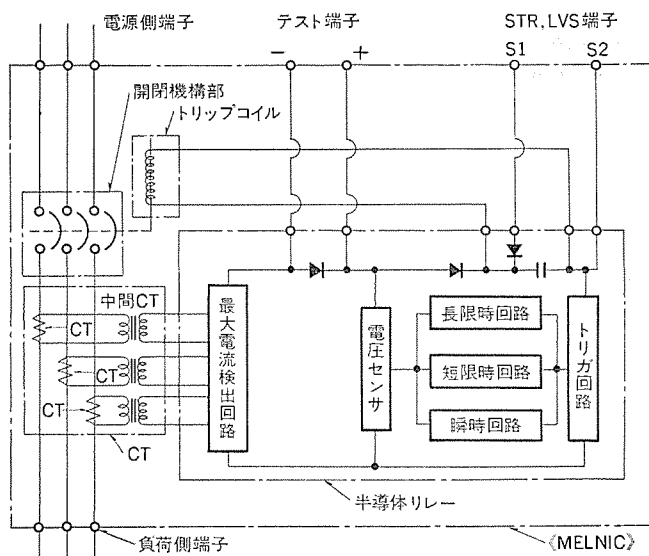 電源側端子
テスト端子
STR, LVS端子
− +
S1 S2
開閉機構部
トリップコイル
中間CT
CT
CT
CT
CT
最大電流検出回路
電圧センサ
長限時回路
短限時回路
瞬時回路
トリガ回路
半導体リレー
負荷側端子
《MELNIC》